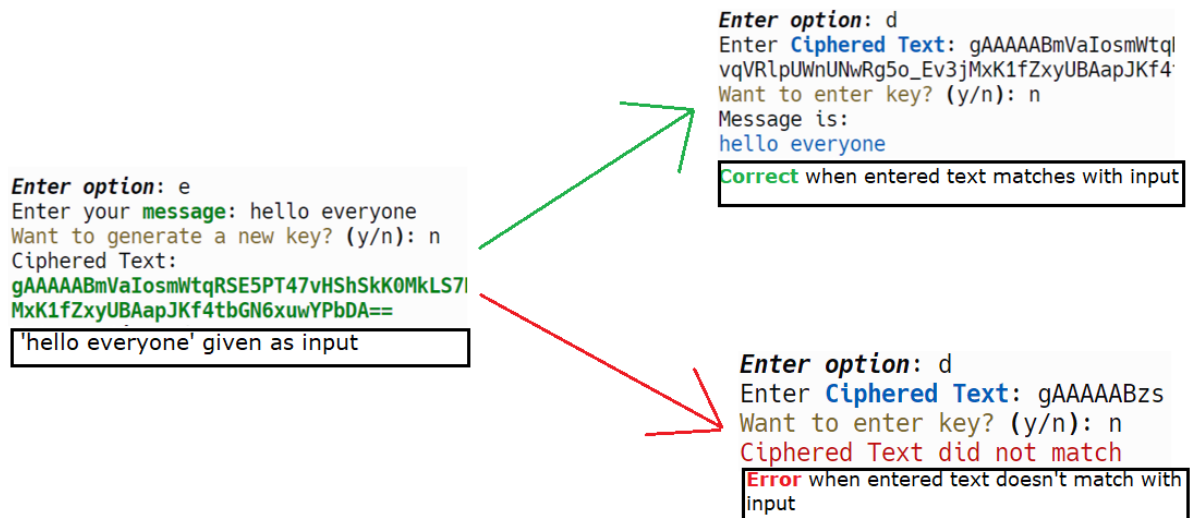 Enter option: e
Enter your message: hello everyone
Want to generate a new key? (y/n): n
Ciphered Text:
gAAAAABmVaIosmWtqRSE5PT47vHShSkK0MkLS7
MxK1fZxyUBAapJKf4tbGN6xuwYPbDA==
'hello everyone' given as input
Enter option: d
Enter Ciphered Text: gAAAAABmVaIosmWtq
vqVRlpUWnUNwRg5o_Ev3jMxK1fZxyUBAapJKf4
Want to enter key? (y/n): n
Message is:
hello everyone
Correct when entered text matches with input
Enter option: d
Enter Ciphered Text: gAAAAABzs
Want to enter key? (y/n): n
Ciphered Text did not match
Error when entered text doesn't match with
input